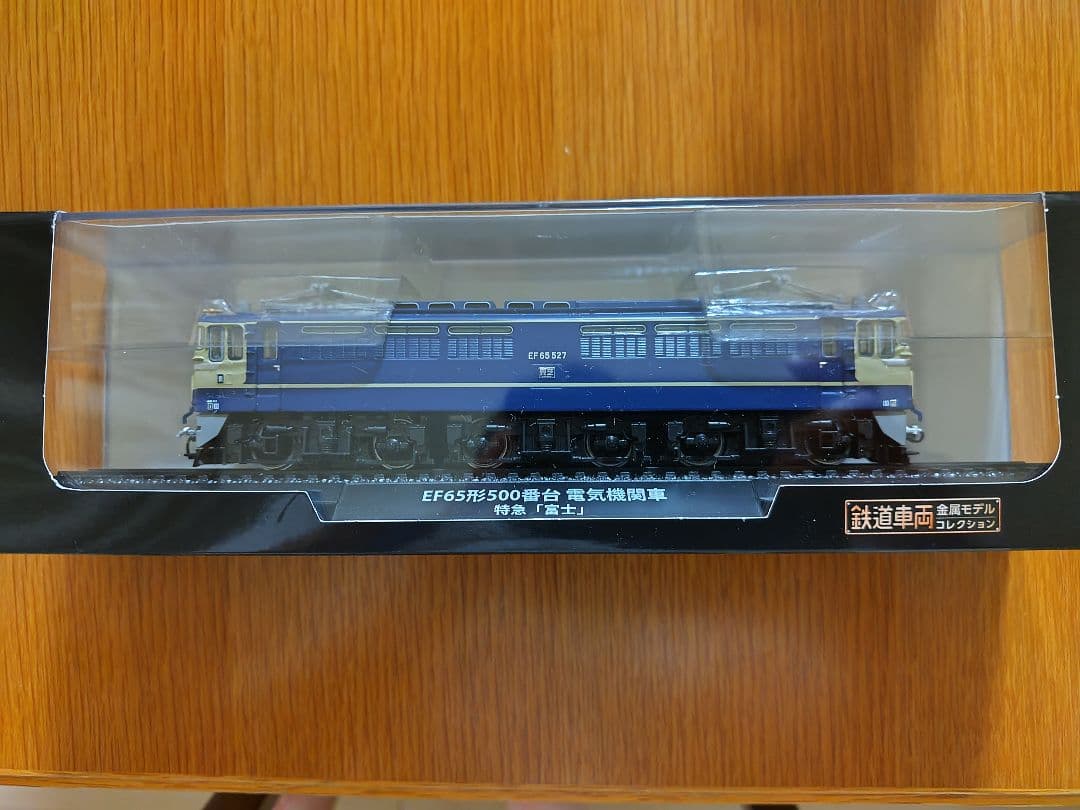 EF65 527
EF65形500番台 電気機関車
特急「富士」
鉄道車両
金属モデル
コレクション